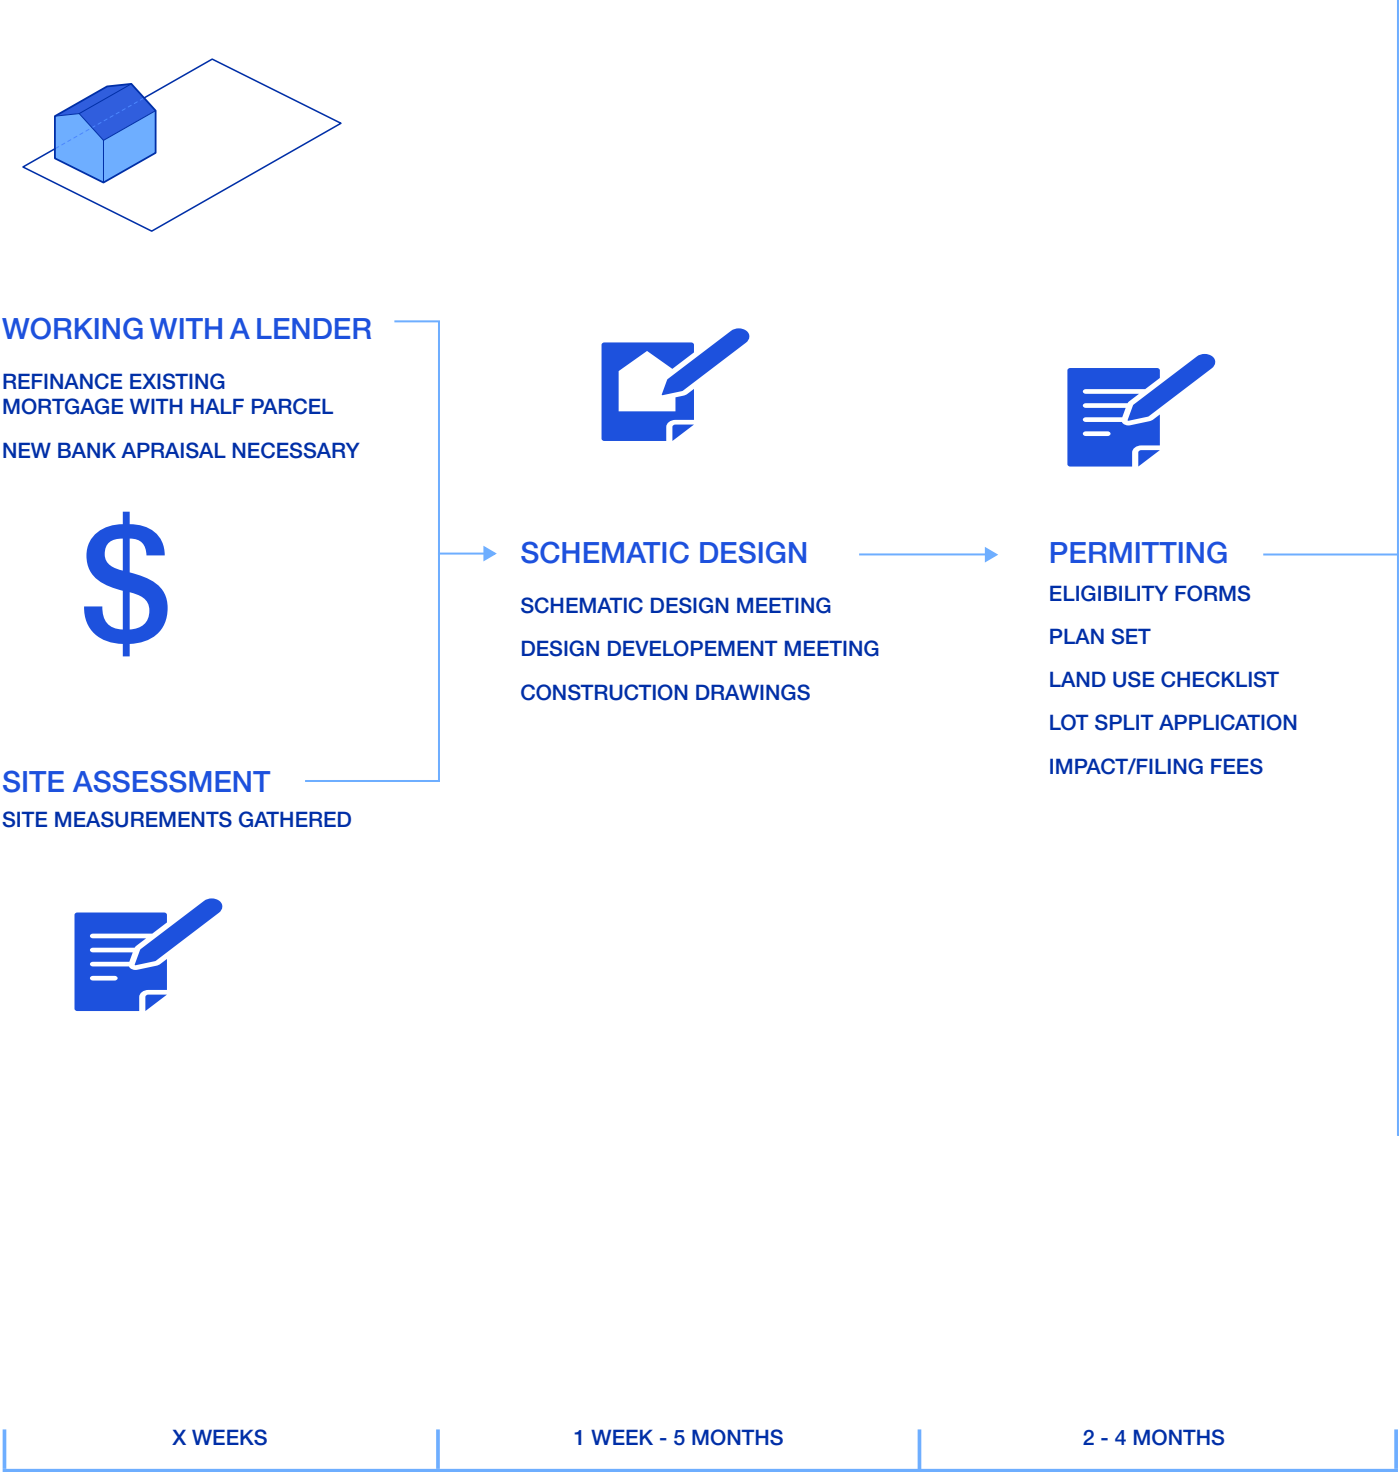 WORKING WITH A LENDER
REFINANCE EXISTING
MORTGAGE WITH HALF PARCEL
NEW BANK APRAISAL NECESSARY
$
SITE ASSESSMENT
SITE MEASUREMENTS GATHERED
SCHEMATIC DESIGN
SCHEMATIC DESIGN MEETING
DESIGN DEVELOPEMENT MEETING
CONSTRUCTION DRAWINGS
PERMITTING
ELIGIBILITY FORMS
PLAN SET
LAND USE CHECKLIST
LOT SPLIT APPLICATION
IMPACT/FILING FEES
X WEEKS
1 WEEK - 5 MONTHS
2 - 4 MONTHS